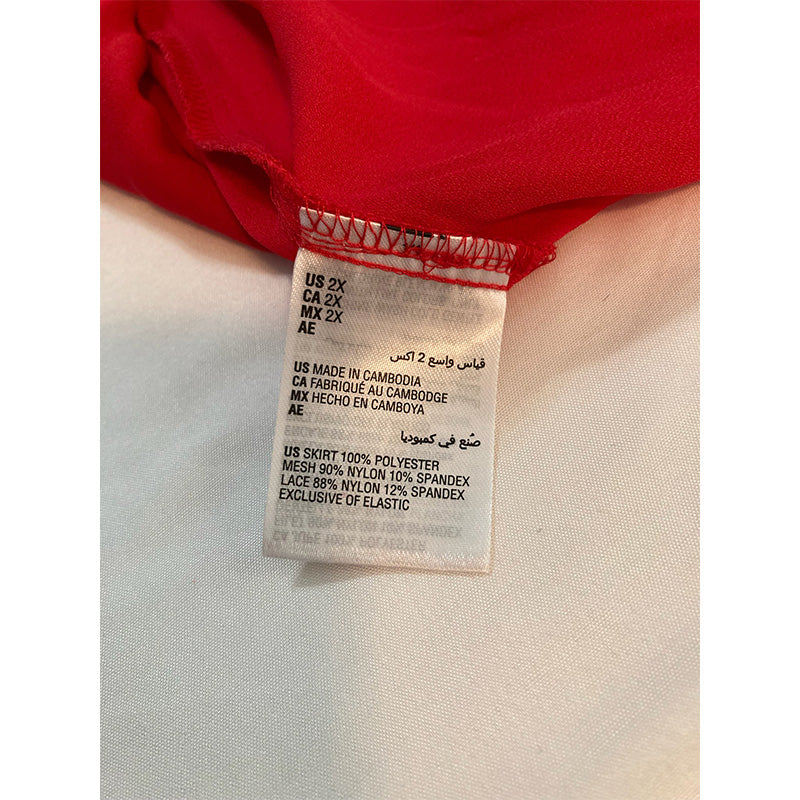 US 2X
CA 2X
MX 2X
AE
قياس واسع 2 اكس
US MADE IN CAMBODIA
CA FABRIQUÉ AU CAMBODGE
MX HECHO EN CAMBOYA
AE
صُنع في كمبوديا
US SKIRT 100% POLYESTER
MESH 90% NYLON 10% SPANDEX
LACE 88% NYLON 12% SPANDEX
EXCLUSIVE OF ELASTIC